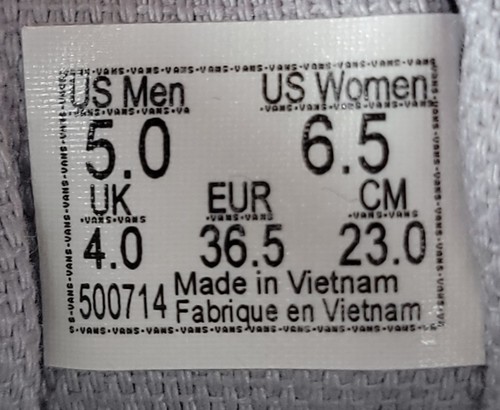 US Men US Women
5.0 6.5
UK EUR CM
4.0 36.5 23.0
500714 Made in Vietnam
Fabrique en Vietnam